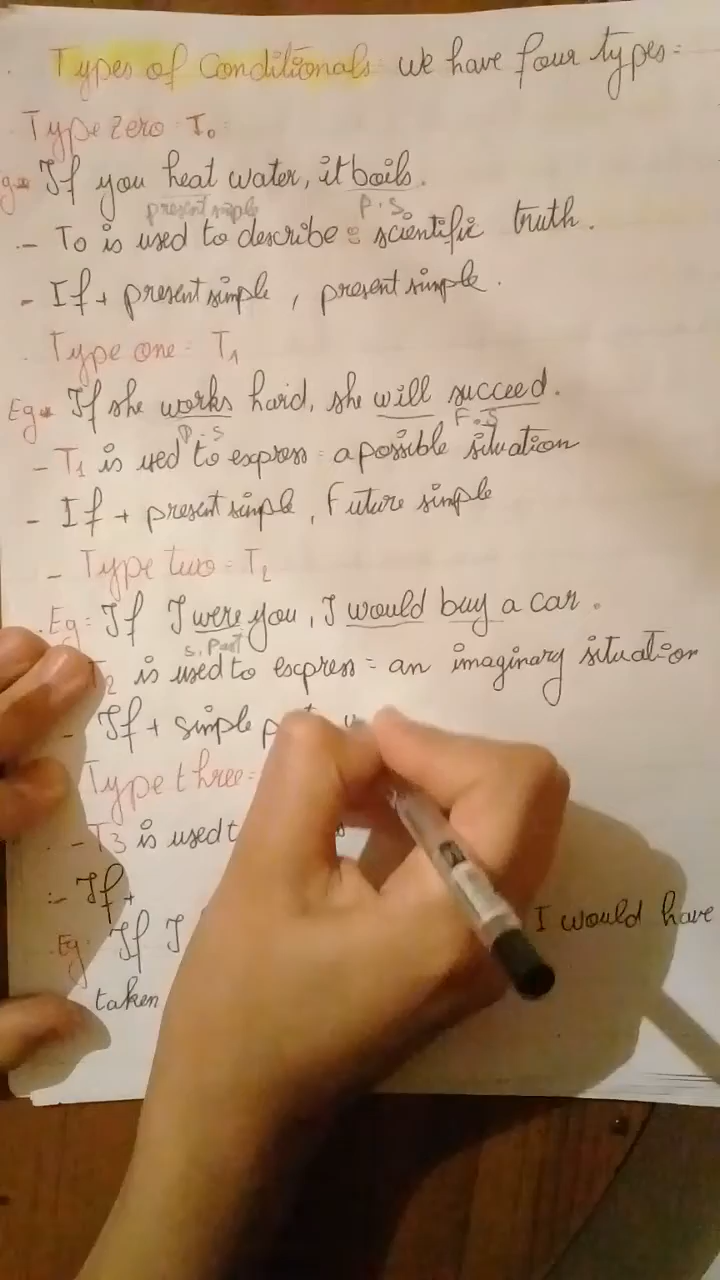 Types of Conditionals: we have four types:
Type zero: T0:
If you heat water, it boils.
present simple P.S
- T0 is used to describe: scientific truth.
- If + present simple, present simple.
Type one: T1
Eg: If she works hard, she will succeed.
P.S F.S
- T1 is used to express: a possible situation
- If + present simple, Future simple
- Type two: T2
Eg: If I were you, I would buy a car.
S. Past
is used to express: an imaginary situation
- If + simple
Type three:
- T3 is used
:- If +
Eg: If I I would have
taken